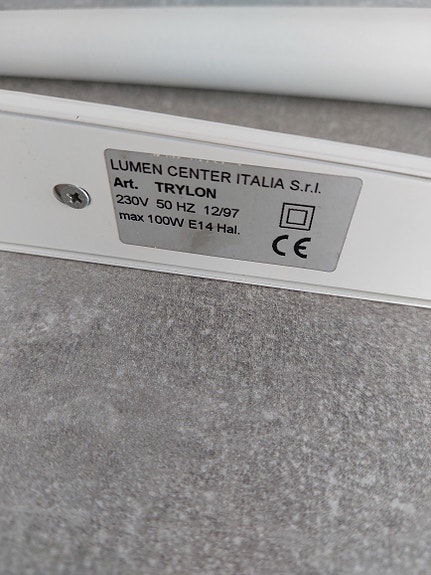 LUMEN CENTER ITALIA S.r.l.
Art. TRYLON
230V 50 HZ 12/97
max 100W E14 Hal.
CE